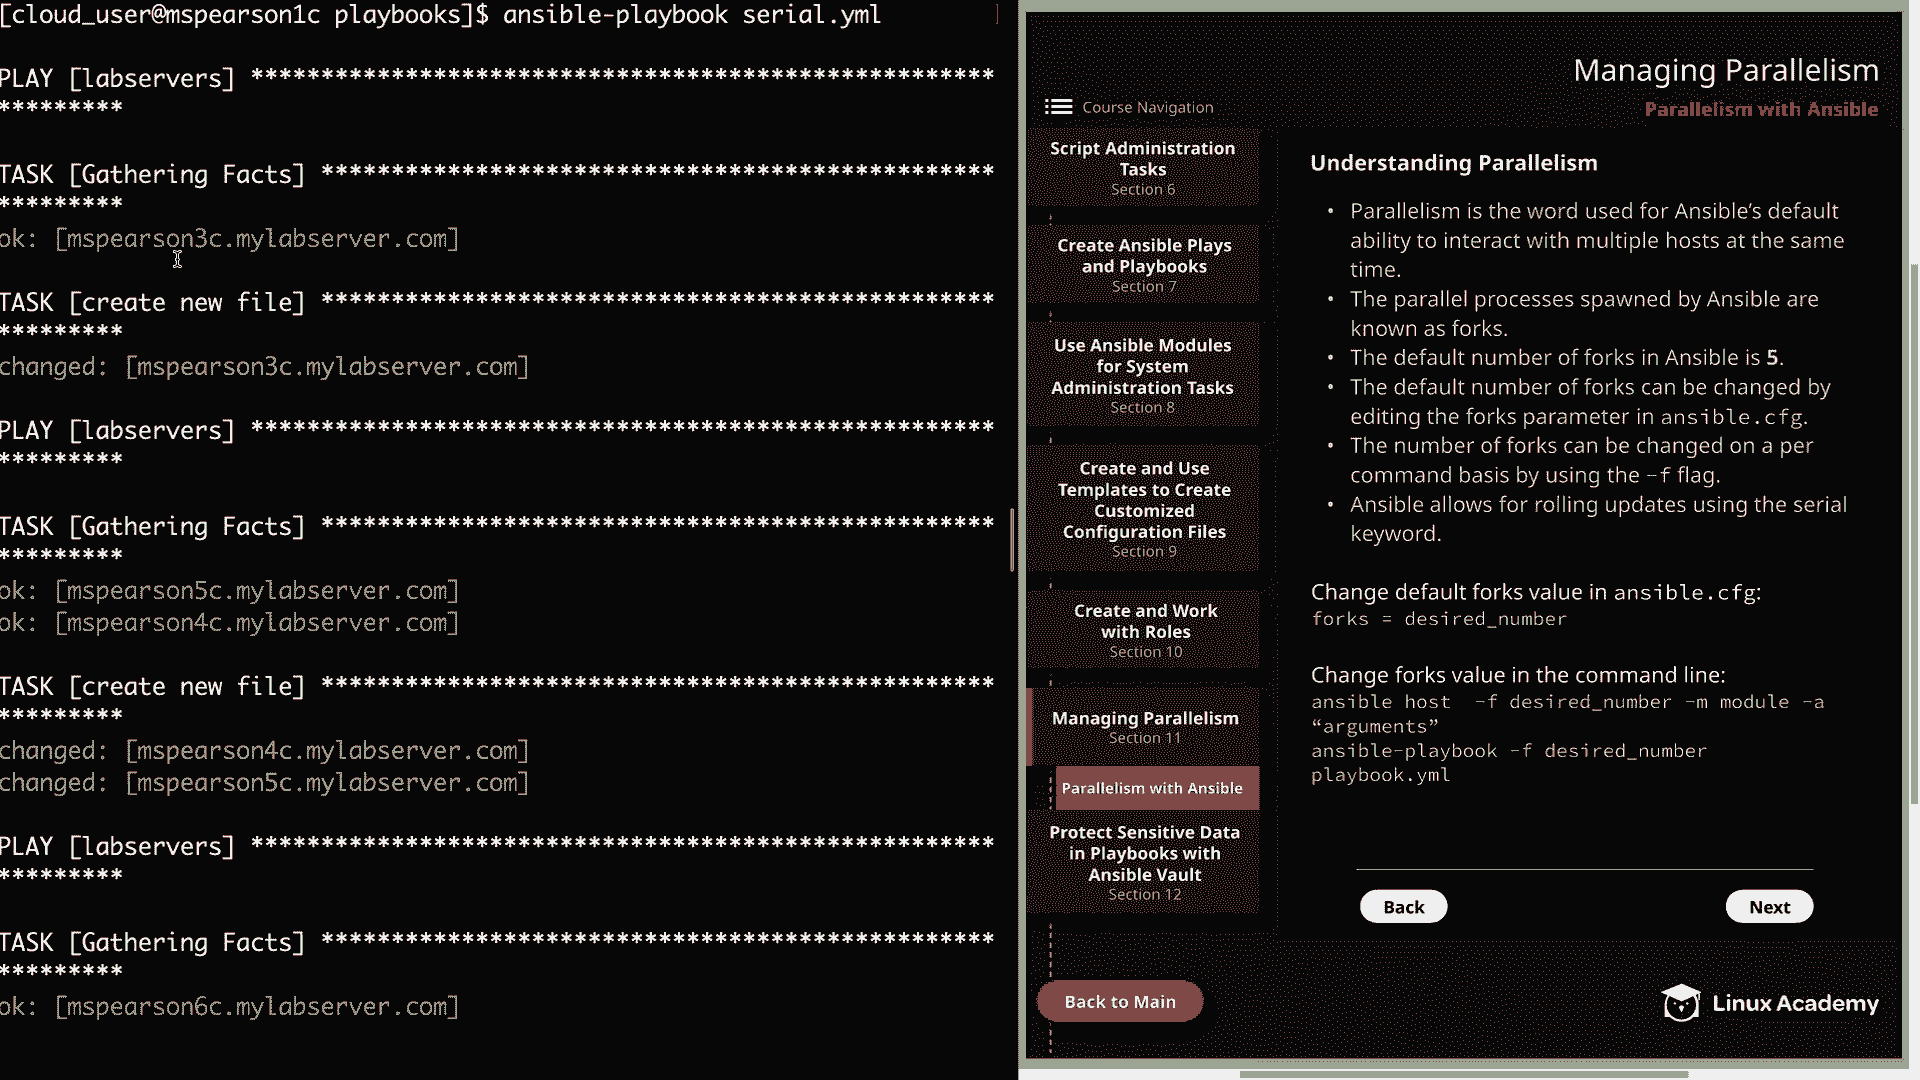 [cloud_user@mspearson1c playbooks]$ ansible-playbook serial.yml
PLAY [labservers] *****************************************************
*********
TASK [Gathering Facts] ************************************************
*********
ok: [mspearson3c.mylabserver.com]
TASK [create new file] ************************************************
*********
changed: [mspearson3c.mylabserver.com]
PLAY [labservers] *****************************************************
*********
TASK [Gathering Facts] ************************************************
*********
ok: [mspearson5c.mylabserver.com]
ok: [mspearson4c.mylabserver.com]
TASK [create new file] ************************************************
*********
changed: [mspearson4c.mylabserver.com]
changed: [mspearson5c.mylabserver.com]
PLAY [labservers] *****************************************************
*********
TASK [Gathering Facts] ************************************************
*********
ok: [mspearson6c.mylabserver.com]
Managing Parallelism
Parallelism with Ansible
Course Navigation
Script Administration
Tasks
Section 6
Create Ansible Plays
and Playbooks
Section 7
Use Ansible Modules
for System
Administration Tasks
Section 8
Create and Use
Templates to Create
Customized
Configuration Files
Section 9
Create and Work
with Roles
Section 10
Managing Parallelism
Section 11
Parallelism with Ansible
Protect Sensitive Data
in Playbooks with
Ansible Vault
Section 12
Back to Main
Understanding Parallelism
• Parallelism is the word used for Ansible’s default
ability to interact with multiple hosts at the same
time.
• The parallel processes spawned by Ansible are
known as forks.
• The default number of forks in Ansible is 5.
• The default number of forks can be changed by
editing the forks parameter in ansible.cfg.
• The number of forks can be changed on a per
command basis by using the -f flag.
• Ansible allows for rolling updates using the serial
keyword.
Change default forks value in ansible.cfg:
forks = desired_number
Change forks value in the command line:
ansible host -f desired_number -m module -a
“arguments”
ansible-playbook -f desired_number
playbook.yml
Back
Next
Linux Academy